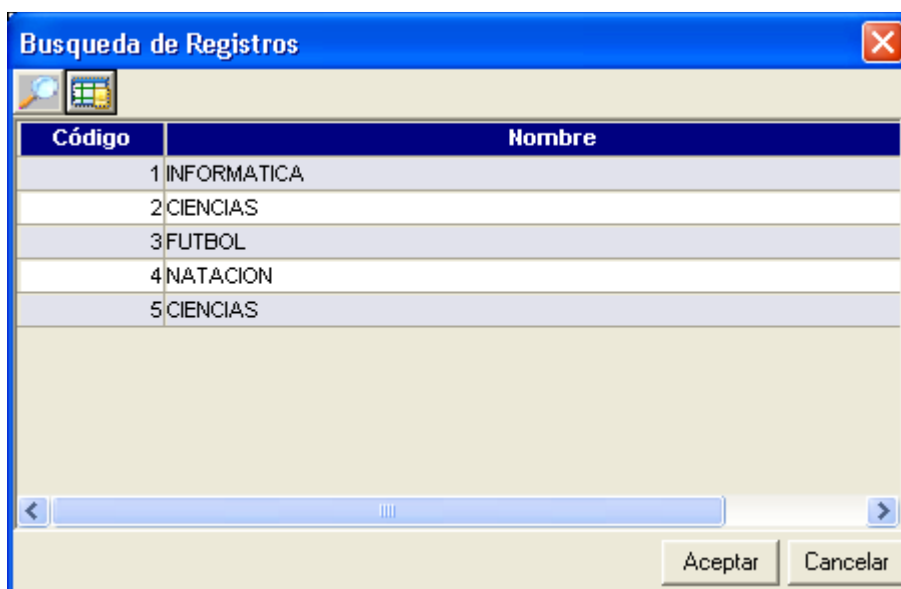 Busqueda de Registros
Código Nombre
1 INFORMATICA
2 CIENCIAS
3 FUTBOL
4 NATACION
5 CIENCIAS
Aceptar Cancelar